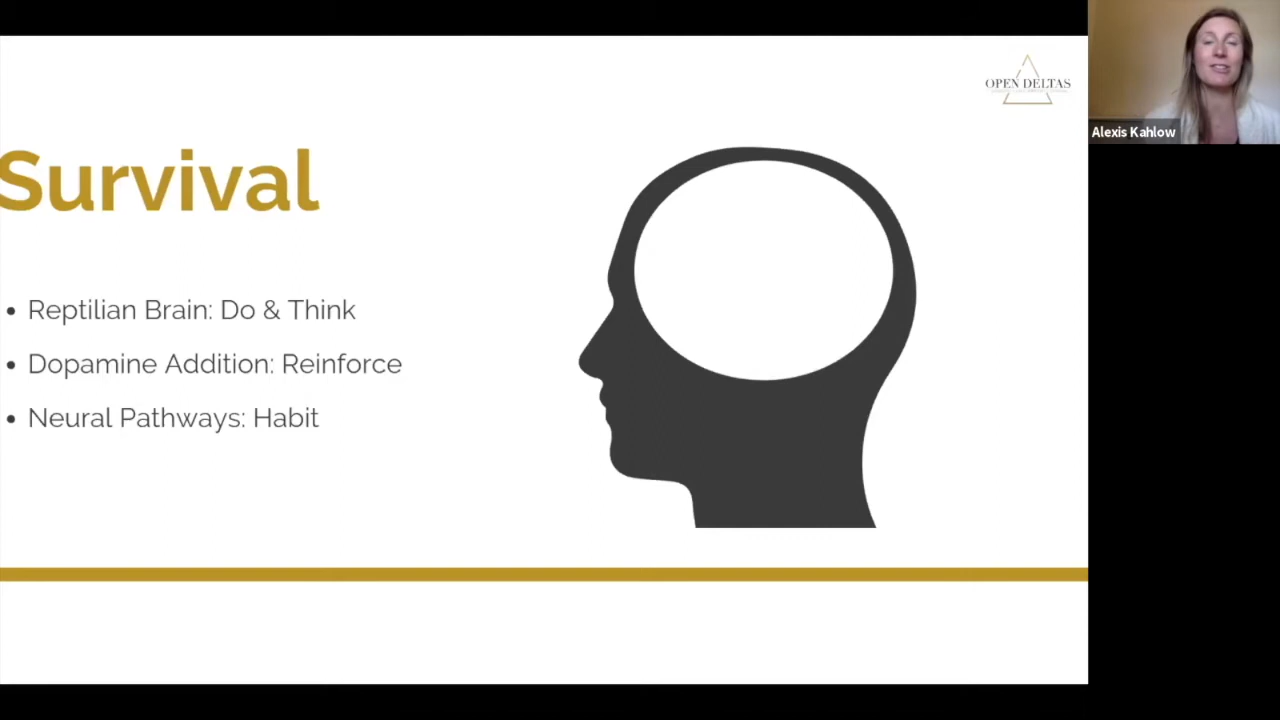 OPEN DELTAS
Alexis Kahlow
Survival
• Reptilian Brain: Do & Think
• Dopamine Addition: Reinforce
• Neural Pathways: Habit